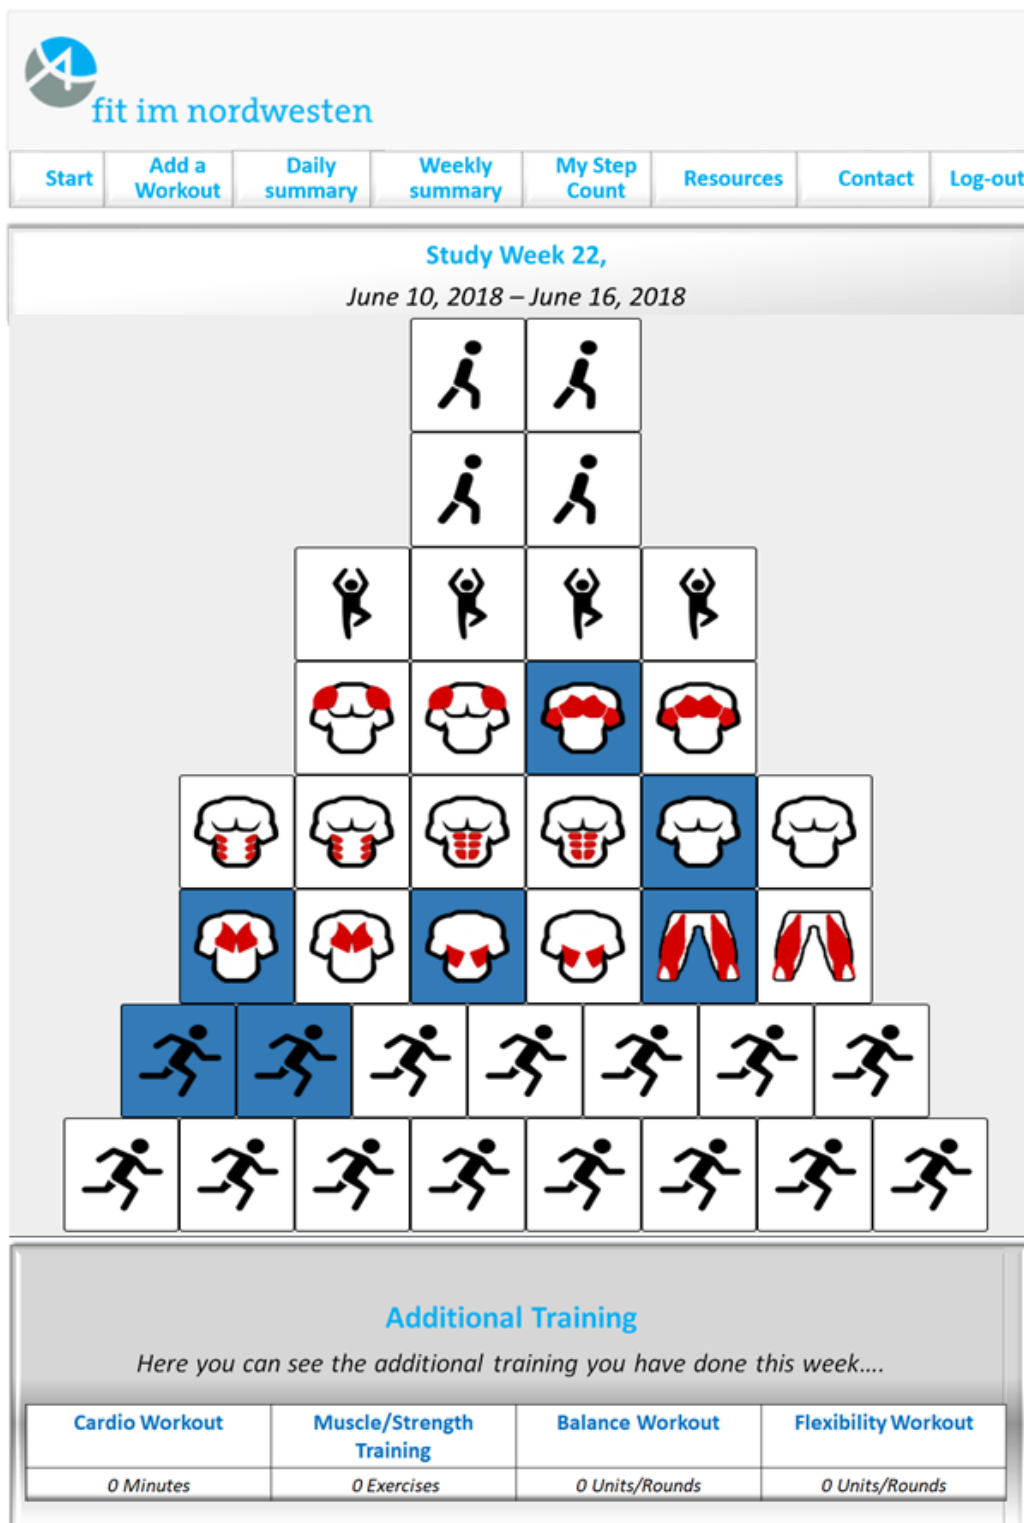 fit im nordwesten
Start
Add a
Workout
Daily
summary
Weekly
summary
My Step
Count
Resources
Contact
Log-out
Study Week 22,
June 10, 2018 – June 16, 2018
Additional Training
Here you can see the additional training you have done this week....
Cardio Workout
Muscle/Strength
Training
Balance Workout
Flexibility Workout
0 Minutes
0 Exercises
0 Units/Rounds
0 Units/Rounds